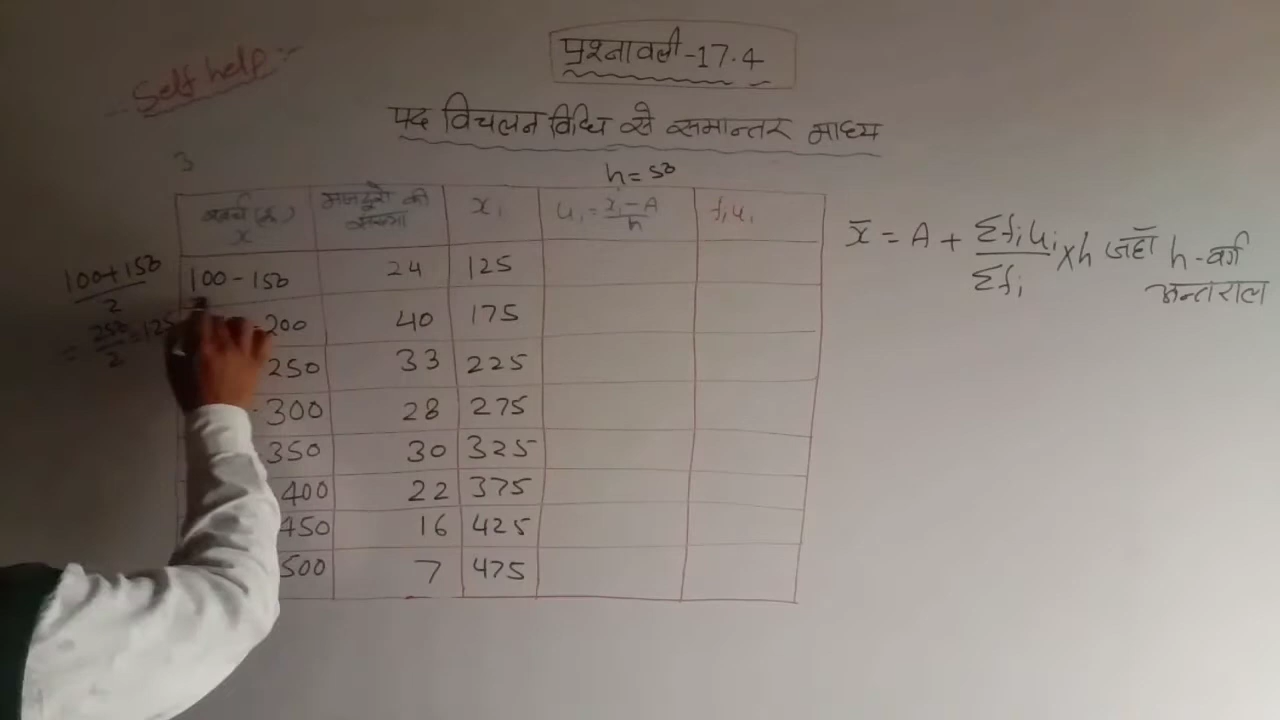 Self help :-
प्रश्नावली-17.4
पद विचलन विधि से समान्तर माध्य
3
h = 50
खर्च (रु.) x मजदूरों की संख्या xᵢ uᵢ = xᵢ-A/h fᵢuᵢ
100 - 150 24 125
200 40 175
250 33 225
300 28 275
350 30 325
400 22 375
450 16 425
500 7 475
100+150/2
= 250/2 = 125
x̄ = A + Σfᵢuᵢ/Σfᵢ × h जहाँ h-वर्ग
अन्तराल